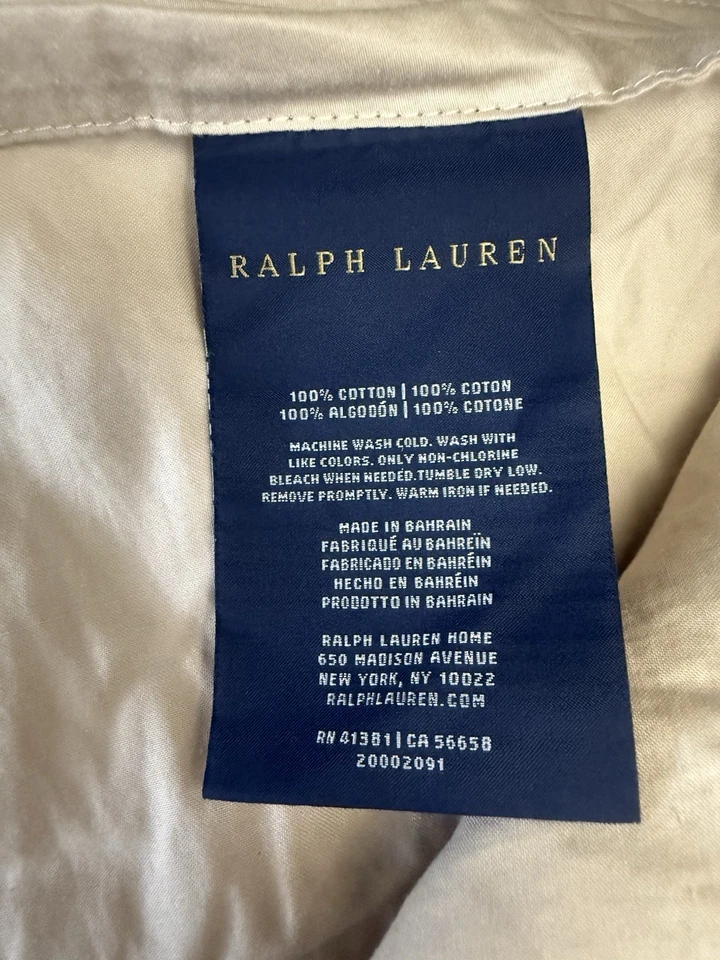 RALPH LAUREN
100% COTTON | 100% COTON
100% ALGODÓN | 100% COTONE
MACHINE WASH COLD. WASH WITH
LIKE COLORS. ONLY NON-CHLORINE
BLEACH WHEN NEEDED.TUMBLE DRY LOW.
REMOVE PROMPTLY. WARM IRON IF NEEDED.
MADE IN BAHRAIN
FABRIQUÉ AU BAHREÏN
FABRICADO EN BAHRÉIN
HECHO EN BAHRÉIN
PRODOTTO IN BAHRAIN
RALPH LAUREN HOME
650 MADISON AVENUE
NEW YORK, NY 10022
RALPHLAUREN.COM
RN 41381 | CA 56658
20002091